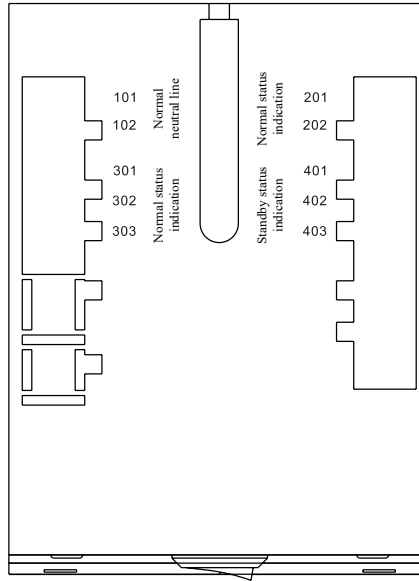 101
102
Normal
neutral line
201
202
Normal status
indication
301
302
303
Normal status
indication
401
402
403
Standby status
indication